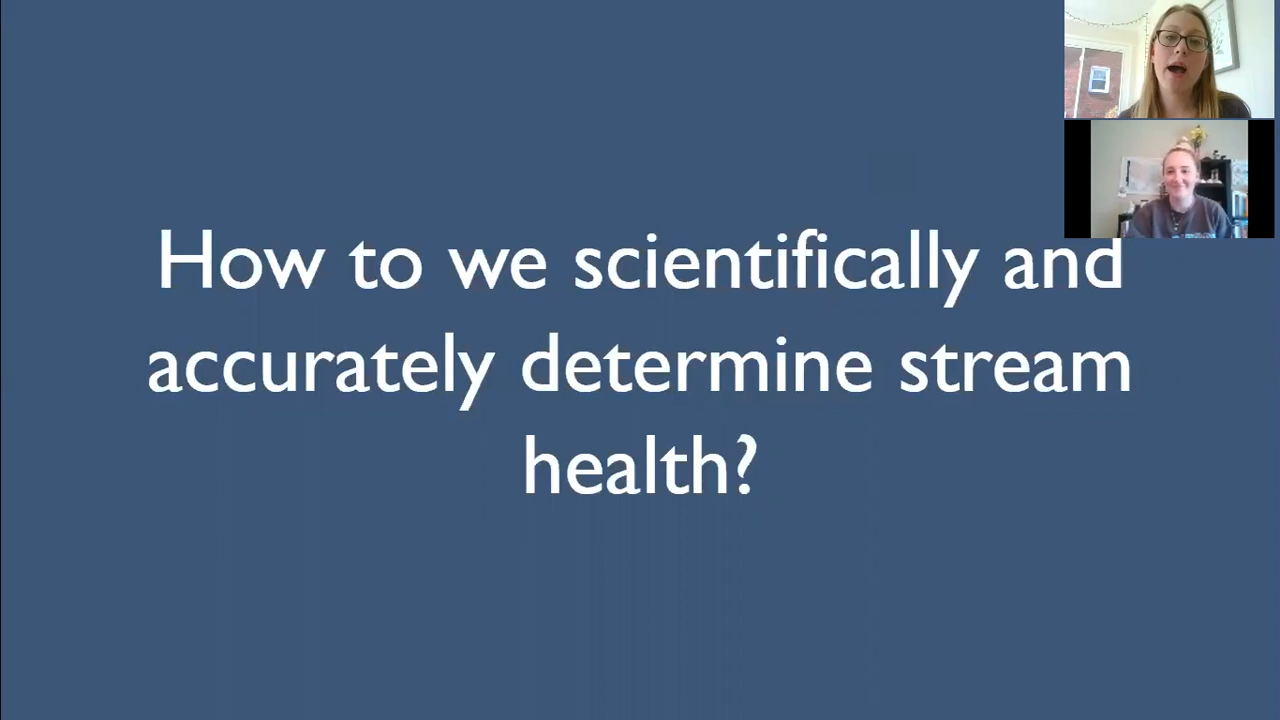 How to we scientifically and
accurately determine stream
health?